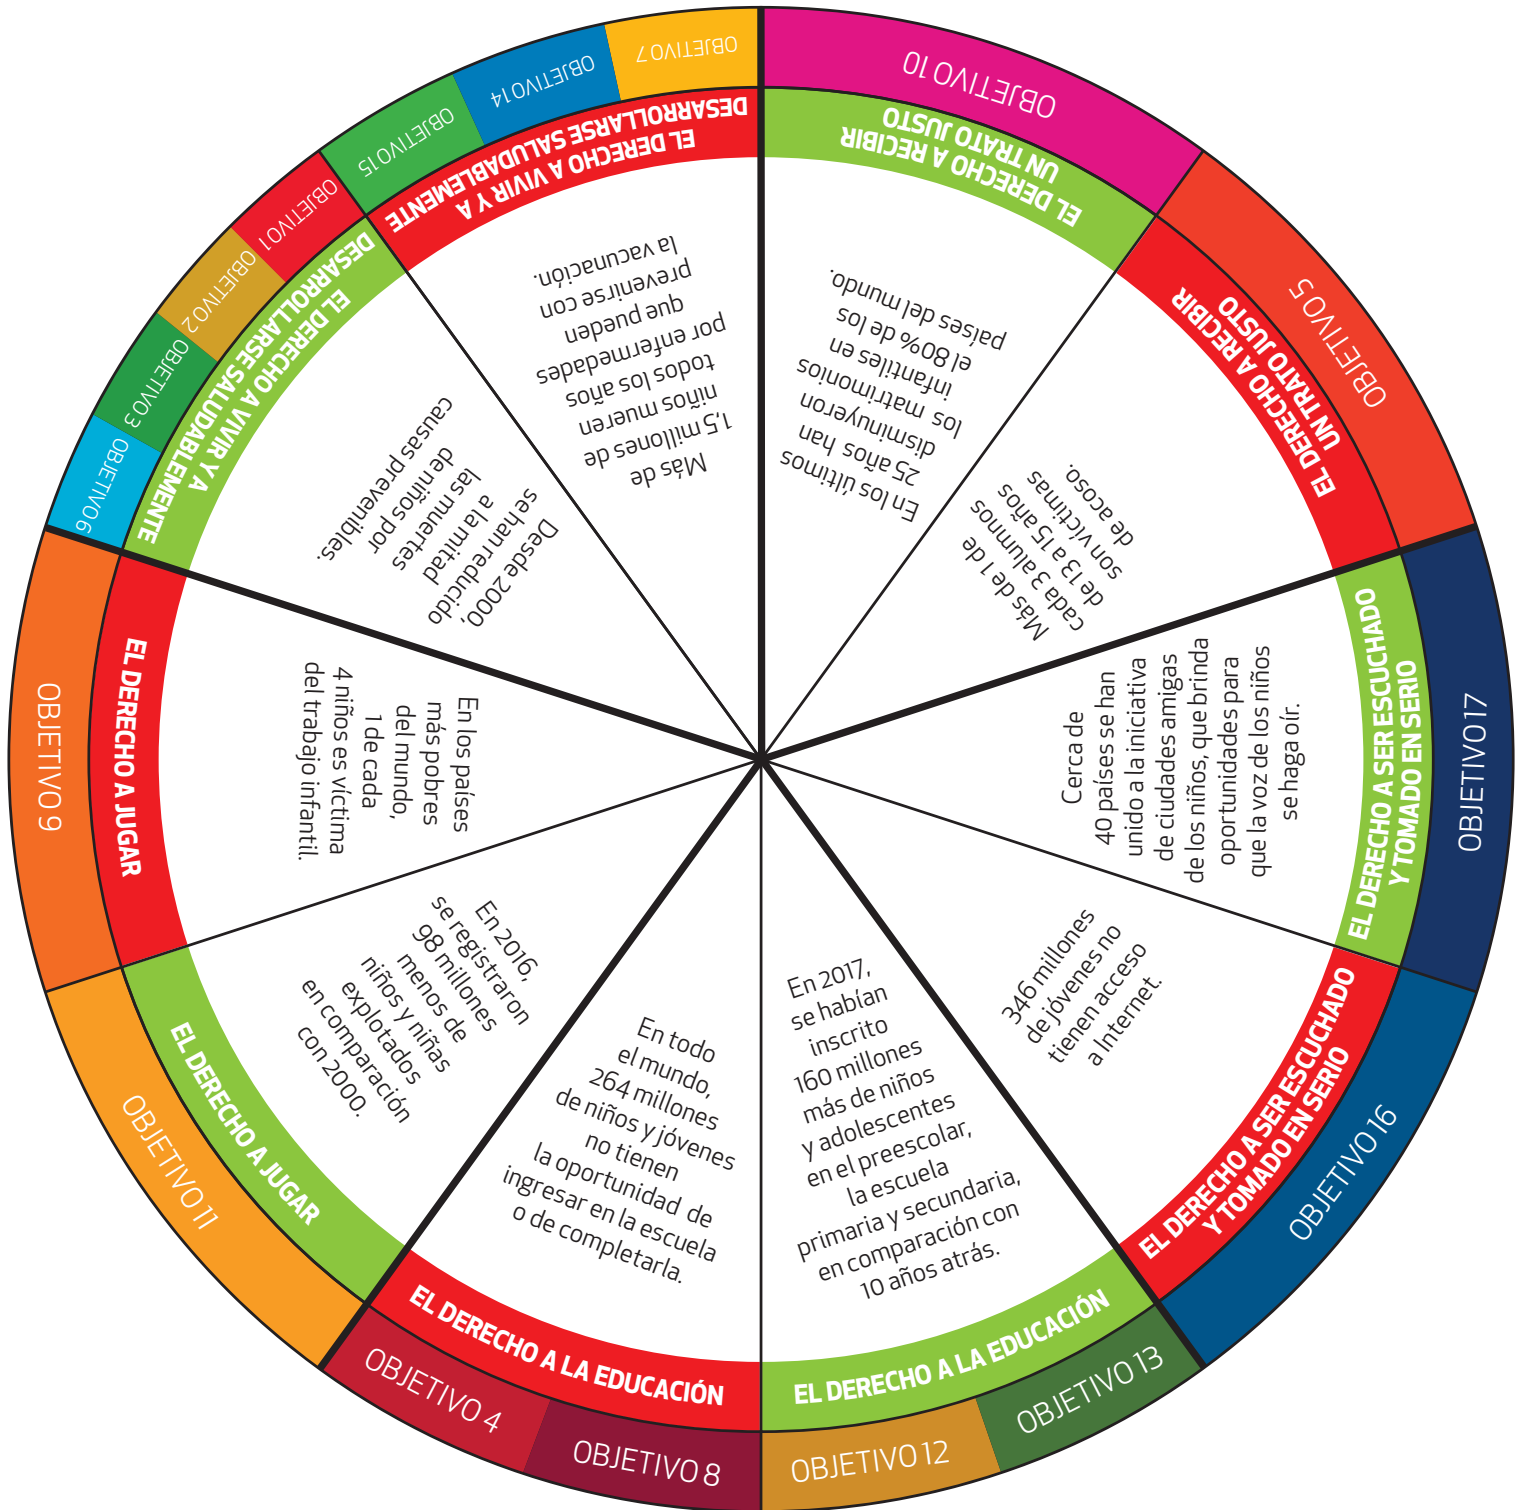 OBJETIVO 10
EL DERECHO A RECIBIR
UN TRATO JUSTO
En los últimos
25 años han
disminuyeron
los matrimonios
infántiles en
el 80% de los
países del mundo.
OBJETIVO 5
EL DERECHO A RECIBIR
UN TRATO JUSTO
Más de 1 de
cada 3 alumnos
de 13 a 15 años
son víctimas
de acoso.
OBJETIVO 17
EL DERECHO A SER ESCUCHADO
Y TOMADO EN SERIO
Cerca de
40 países se han
unido a la iniciativa
de ciudades amigas
de los niños, que brinda
oportunidades para
que la voz de los niños
se haga oír.
OBJETIVO 16
EL DERECHO A SER ESCUCHADO
Y TOMADO EN SERIO
346 millones
de jóvenes no
tienen acceso
a Internet.
OBJETIVO 13
OBJETIVO 12
EL DERECHO A LA EDUCACIÓN
En 2017,
se habían
inscrito
160 millones
más de niños
y adolescentes
en el preescolar,
la escuela
primaria y secundaria,
en comparación con
10 años atrás.
OBJETIVO 8
OBJETIVO 4
EL DERECHO A LA EDUCACIÓN
En todo
el mundo,
264 millones
de niños y jóvenes
no tienen
la oportunidad de
ingresar en la escuela
o de completarla.
OBJETIVO 11
EL DERECHO A JUGAR
En 2016,
se registraron
98 millones
menos de
niños y niñas
explotados
en comparación
con 2000.
OBJETIVO 9
EL DERECHO A JUGAR
En los países
más pobres
del mundo,
1 de cada
4 niños es víctima
del trabajo infantil.
OBJETIVO 6
OBJETIVO 3
OBJETIVO 2
OBJETIVO 1
EL DERECHO A VIVIR Y A
DESARROLLARSE SALUDABLEMENTE
Desde 2000,
se han reducido
a la mitad
las muertes
de niños por
causas prevenibles.
OBJETIVO 15
OBJETIVO 14
OBJETIVO 7
EL DERECHO A VIVIR Y A
DESARROLLARSE SALUDABLEMENTE
Más de
1,5 millones de
niños mueren
todos los años
por enfermedades
que pueden
prevenirse con
la vacunación.